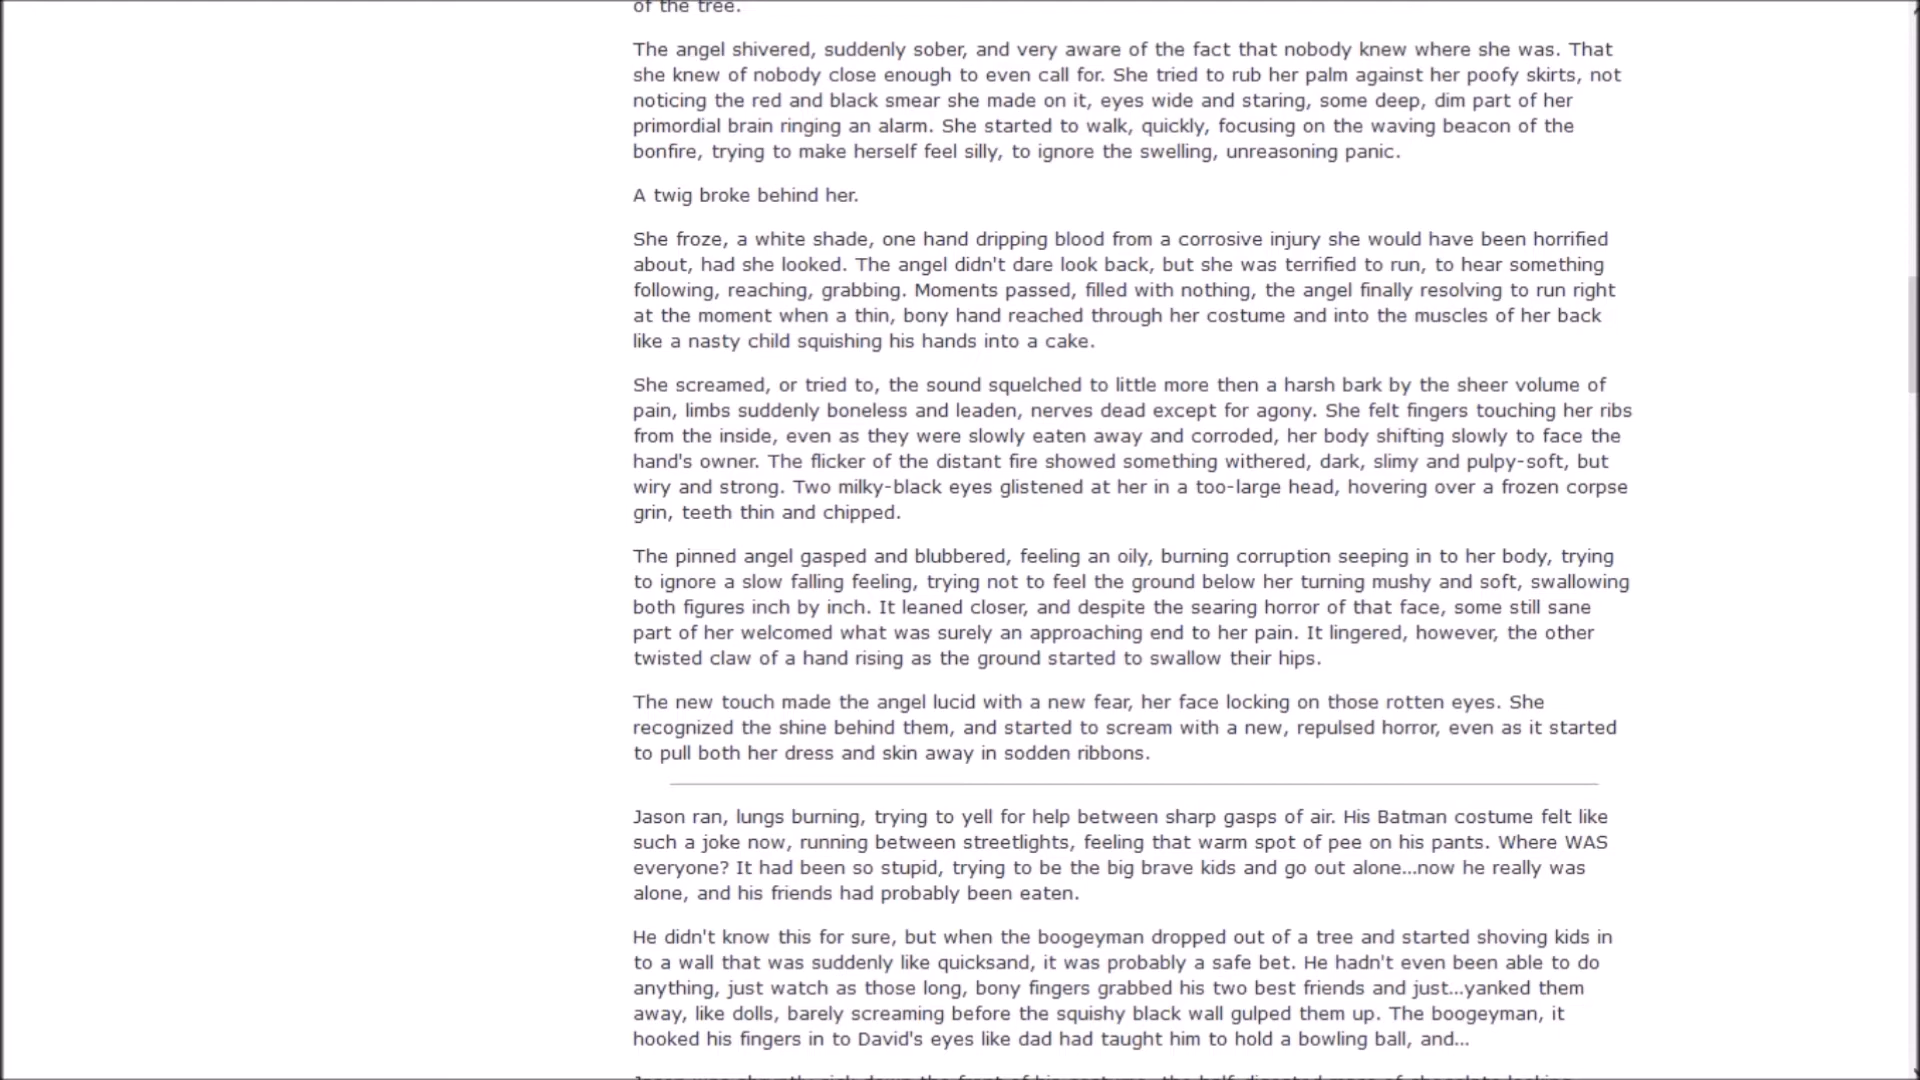 of the tree.
The angel shivered, suddenly sober, and very aware of the fact that nobody knew where she was. That
she knew of nobody close enough to even call for. She tried to rub her palm against her poofy skirts, not
noticing the red and black smear she made on it, eyes wide and staring, some deep, dim part of her
primordial brain ringing an alarm. She started to walk, quickly, focusing on the waving beacon of the
bonfire, trying to make herself feel silly, to ignore the swelling, unreasoning panic.
A twig broke behind her.
She froze, a white shade, one hand dripping blood from a corrosive injury she would have been horrified
about, had she looked. The angel didn't dare look back, but she was terrified to run, to hear something
following, reaching, grabbing. Moments passed, filled with nothing, the angel finally resolving to run right
at the moment when a thin, bony hand reached through her costume and into the muscles of her back
like a nasty child squishing his hands into a cake.
She screamed, or tried to, the sound squelched to little more then a harsh bark by the sheer volume of
pain, limbs suddenly boneless and leaden, nerves dead except for agony. She felt fingers touching her ribs
from the inside, even as they were slowly eaten away and corroded, her body shifting slowly to face the
hand's owner. The flicker of the distant fire showed something withered, dark, slimy and pulpy-soft, but
wiry and strong. Two milky-black eyes glistened at her in a too-large head, hovering over a frozen corpse
grin, teeth thin and chipped.
The pinned angel gasped and blubbered, feeling an oily, burning corruption seeping in to her body, trying
to ignore a slow falling feeling, trying not to feel the ground below her turning mushy and soft, swallowing
both figures inch by inch. It leaned closer, and despite the searing horror of that face, some still sane
part of her welcomed what was surely an approaching end to her pain. It lingered, however, the other
twisted claw of a hand rising as the ground started to swallow their hips.
The new touch made the angel lucid with a new fear, her face locking on those rotten eyes. She
recognized the shine behind them, and started to scream with a new, repulsed horror, even as it started
to pull both her dress and skin away in sodden ribbons.
Jason ran, lungs burning, trying to yell for help between sharp gasps of air. His Batman costume felt like
such a joke now, running between streetlights, feeling that warm spot of pee on his pants. Where WAS
everyone? It had been so stupid, trying to be the big brave kids and go out alone...now he really was
alone, and his friends had probably been eaten.
He didn't know this for sure, but when the boogeyman dropped out of a tree and started shoving kids in
to a wall that was suddenly like quicksand, it was probably a safe bet. He hadn't even been able to do
anything, just watch as those long, bony fingers grabbed his two best friends and just...yanked them
away, like dolls, barely screaming before the squishy black wall gulped them up. The boogeyman, it
hooked his fingers in to David's eyes like dad had taught him to hold a bowling ball, and...